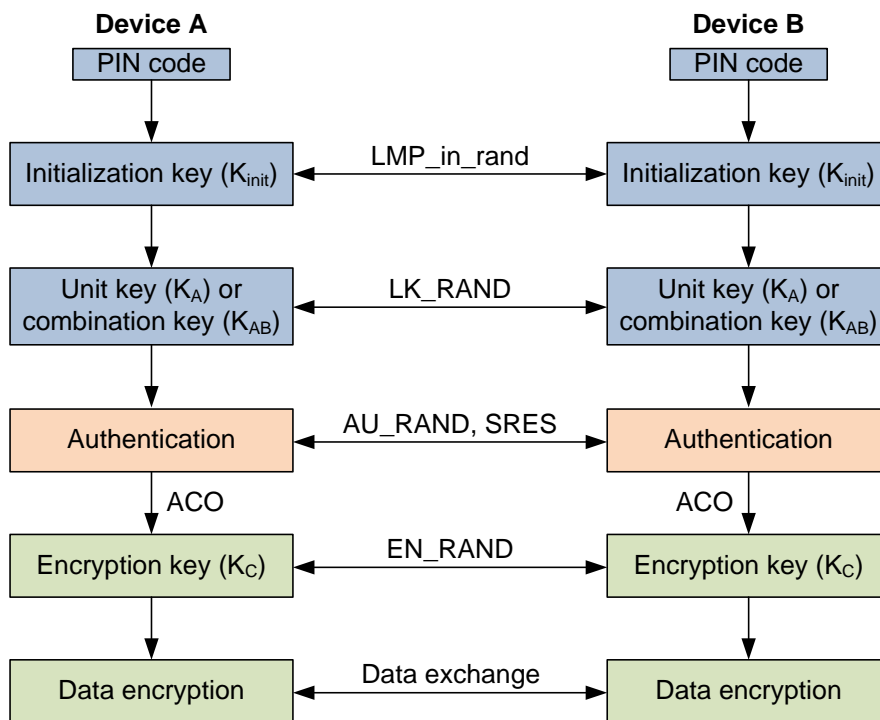 Device A
Device B
PIN code
PIN code
LMP_in_rand
Initialization key (Kinit)
Initialization key (Kinit)
Unit key (KA) or
combination key (KAB)
LK_RAND
Unit key (KA) or
combination key (KAB)
Authentication
AU_RAND, SRES
Authentication
ACO
ACO
Encryption key (KC)
EN_RAND
Encryption key (KC)
Data encryption
Data exchange
Data encryption